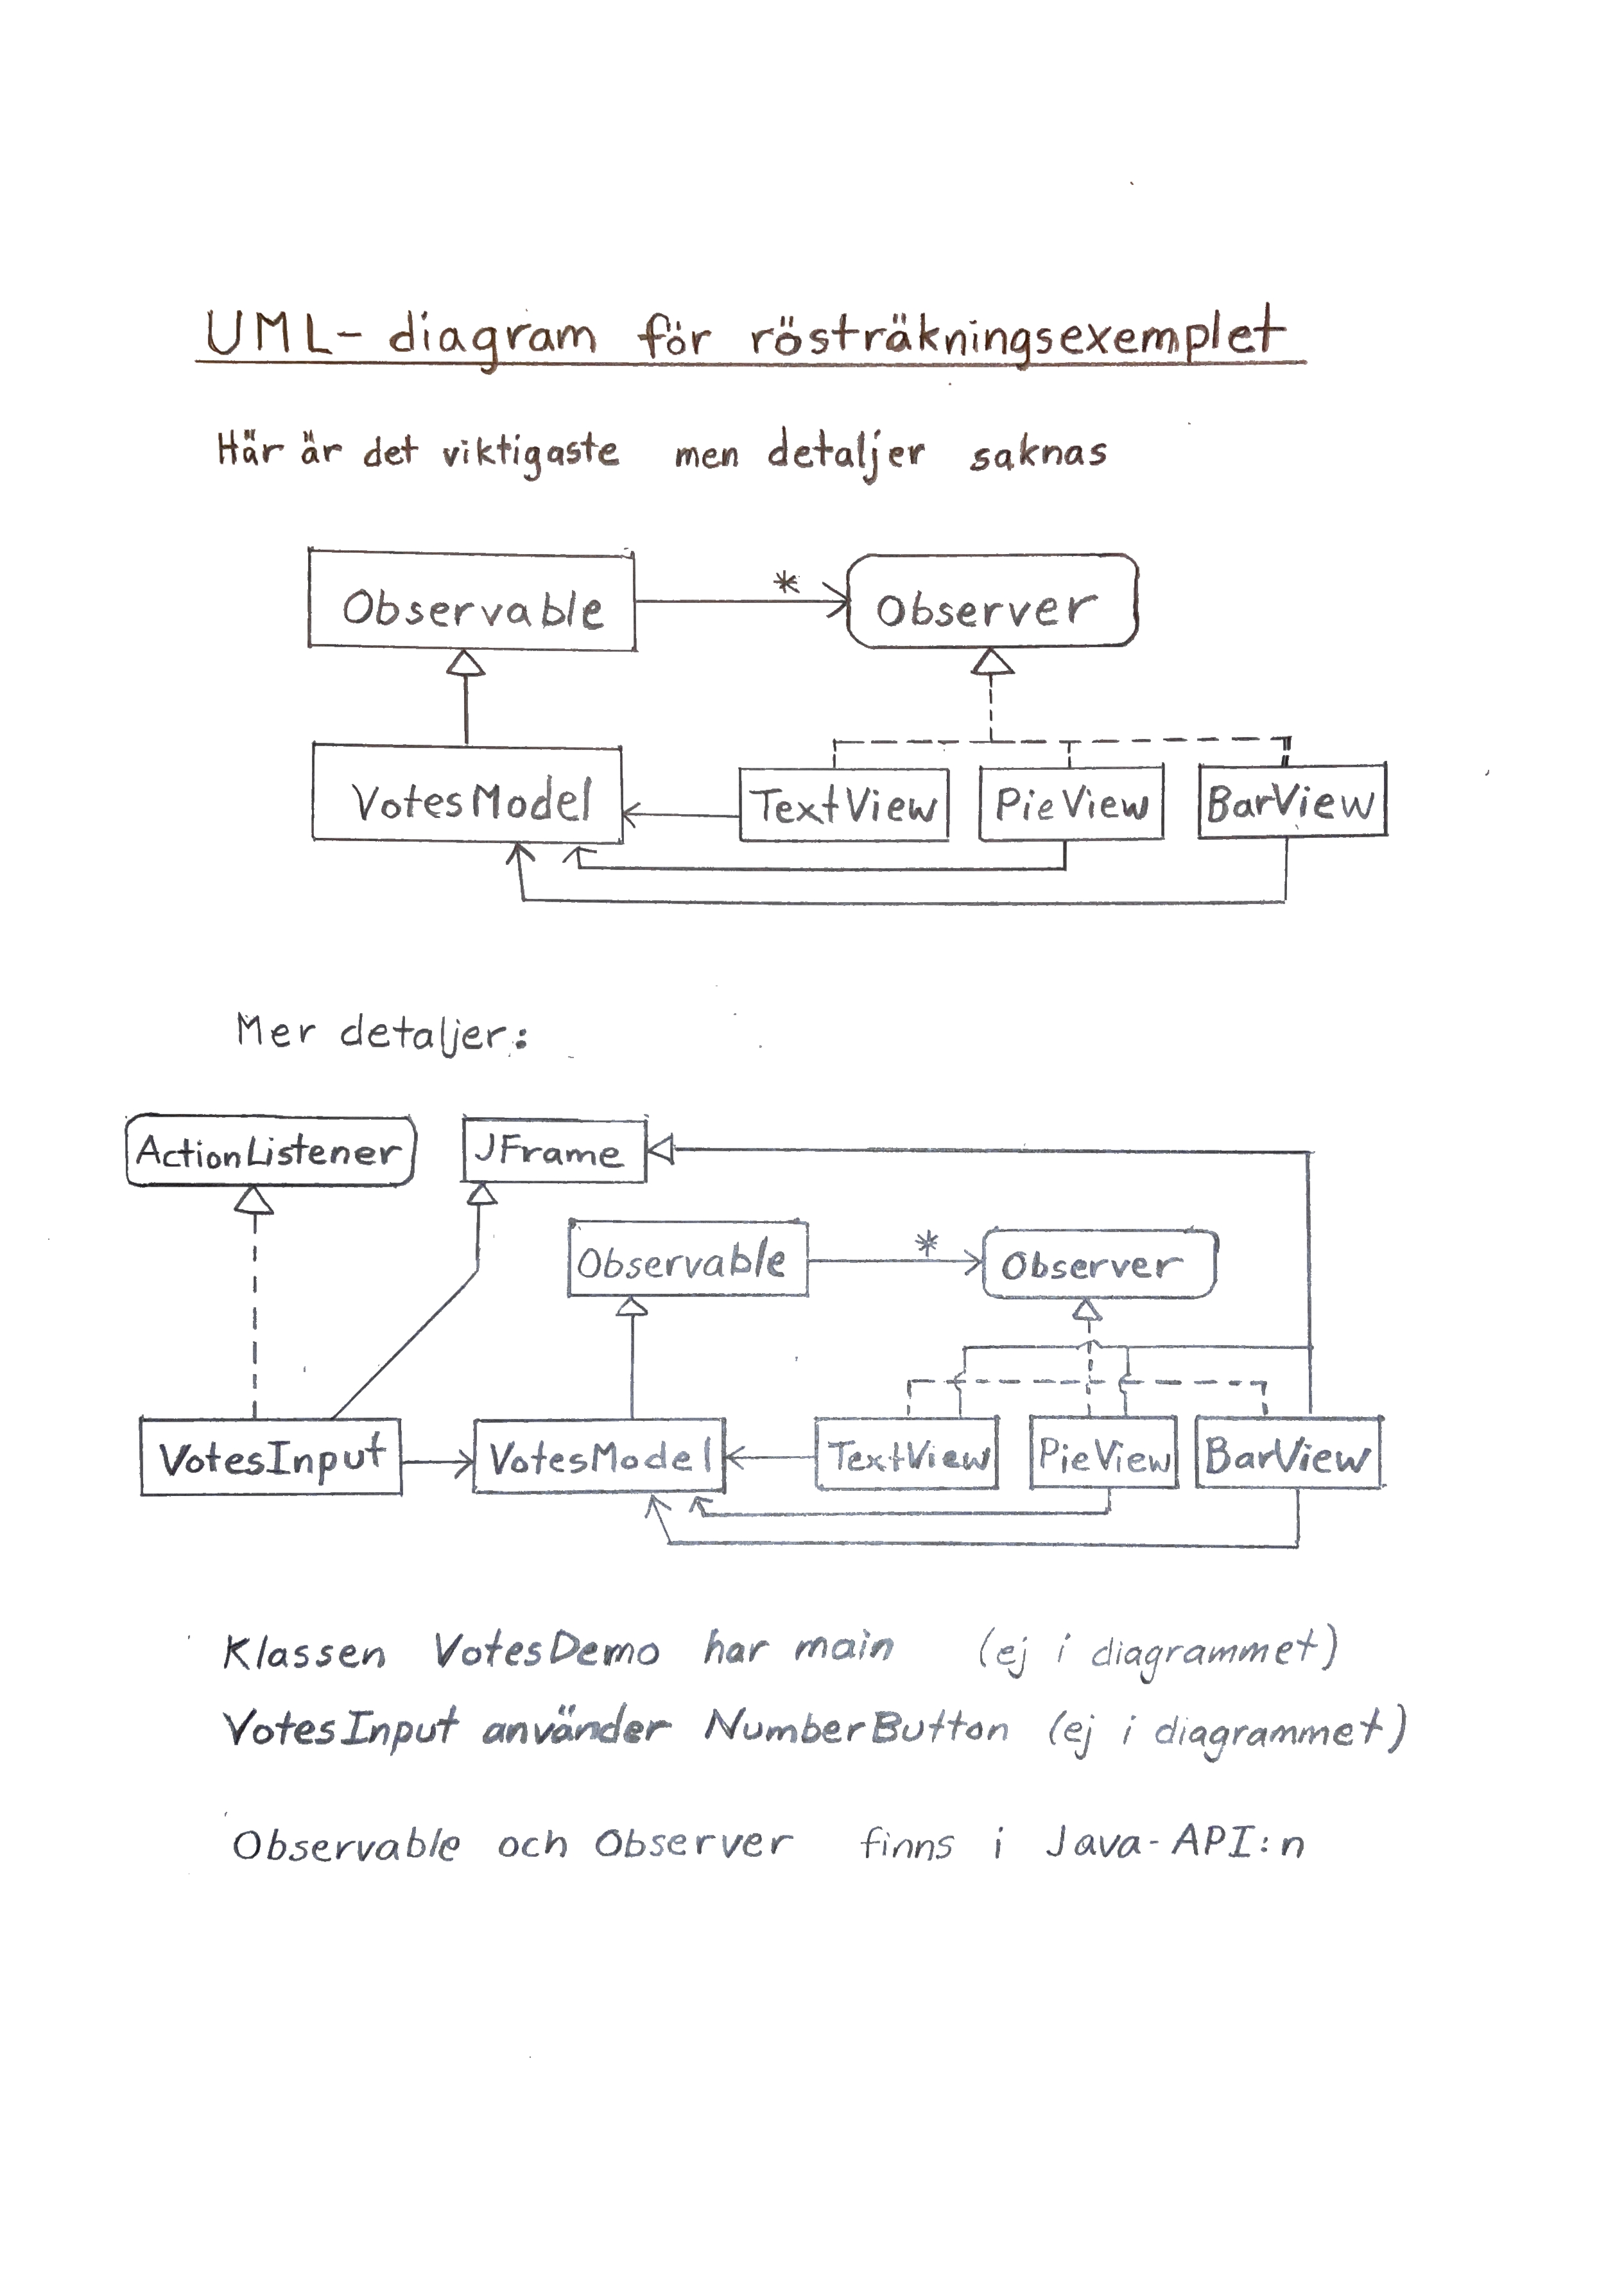 UML- diagram för rösträkningsexemplet
Här är det viktigaste men detaljer saknas
Observable * Observer
VotesModel TextView PieView BarView
Mer detaljer:
ActionListener JFrame
Observable * Observer
VotesInput VotesModel TextView PieView BarView
Klassen VotesDemo har main (ej i diagrammet)
VotesInput använder NumberButton (ej i diagrammet)
Observable och Observer finns i Java-API:n